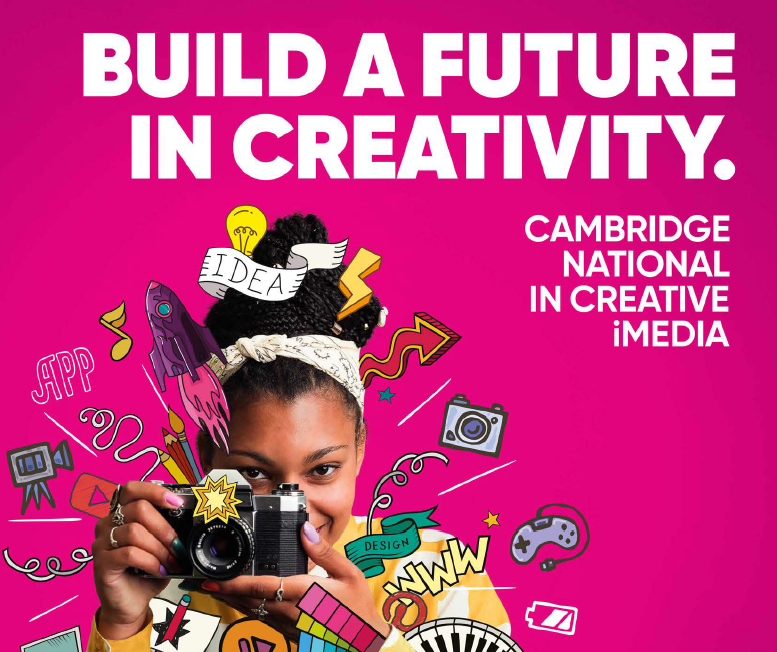 BUILD A FUTURE
IN CREATIVITY.
CAMBRIDGE
NATIONAL
IN CREATIVE
iMEDIA
IDEA
APP
DESIGN
WWW
@